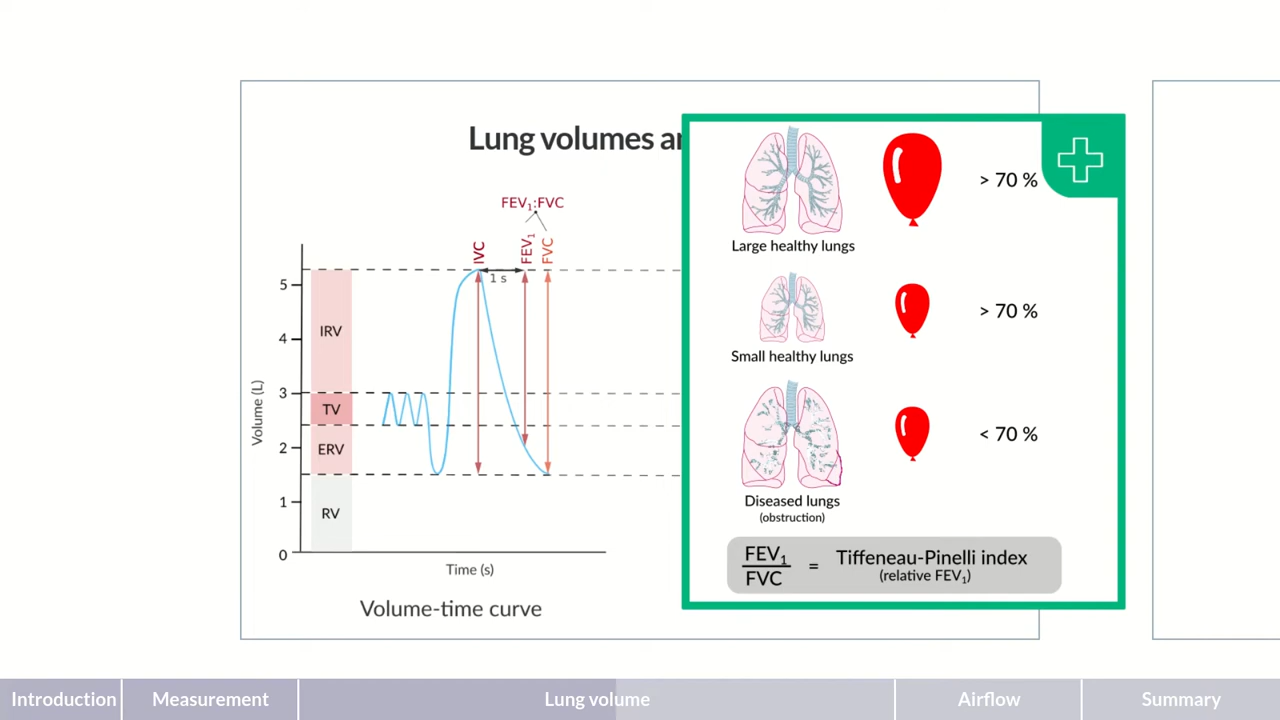 Lung volumes ar
FEV₁:FVC
IVC
FEV₁
FVC
1 s
5
4
3
2
1
0
Volume (L)
IRV
TV
ERV
RV
Time (s)
Volume-time curve
> 70 %
Large healthy lungs
> 70 %
Small healthy lungs
< 70 %
Diseased lungs
(obstruction)
FEV₁
FVC
=
Tiffeneau-Pinelli index
(relative FEV₁)
Introduction
Measurement
Lung volume
Airflow
Summary